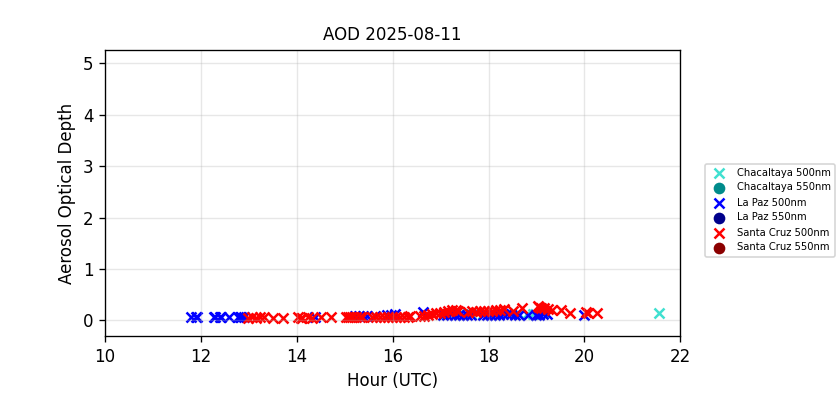 AOD 2025-08-11
Aerosol Optical Depth
5
4
3
2
1
0
10 12 14 16 18 20 22
Hour (UTC)
Chacaltaya 500nm
Chacaltaya 550nm
La Paz 500nm
La Paz 550nm
Santa Cruz 500nm
Santa Cruz 550nm